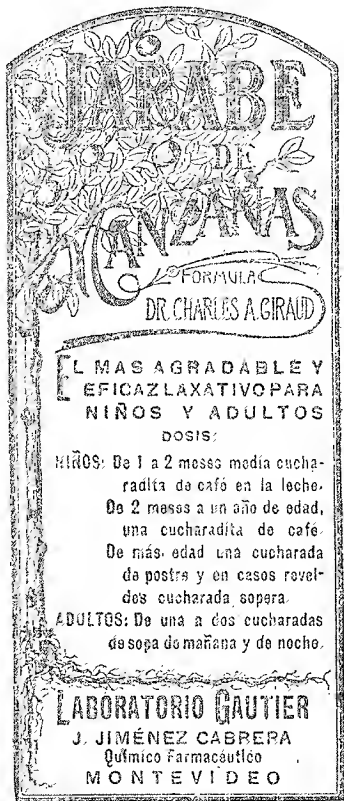 JARABE
DE
MANZANAS
FORMULA
DR. CHARLES A. GIRAUD
EL MAS AGRADABLE Y
EFICAZ LAXATIVO PARA
NIÑOS Y ADULTOS
DOSIS:
NIÑOS: De 1 a 2 meses media cucha-
radita de café en la leche.
De 2 meses a un año de edad,
una cucharadita de café.
De más edad una cucharada
de postre y en casos revel-
des cucharada sopera.
ADULTOS: De una a dos cucharadas
de sopa de mañana y de noche.
LABORATORIO GAUTIER
J. JIMÉNEZ CABRERA
Químico Farmacéutico
MONTEVIDEO